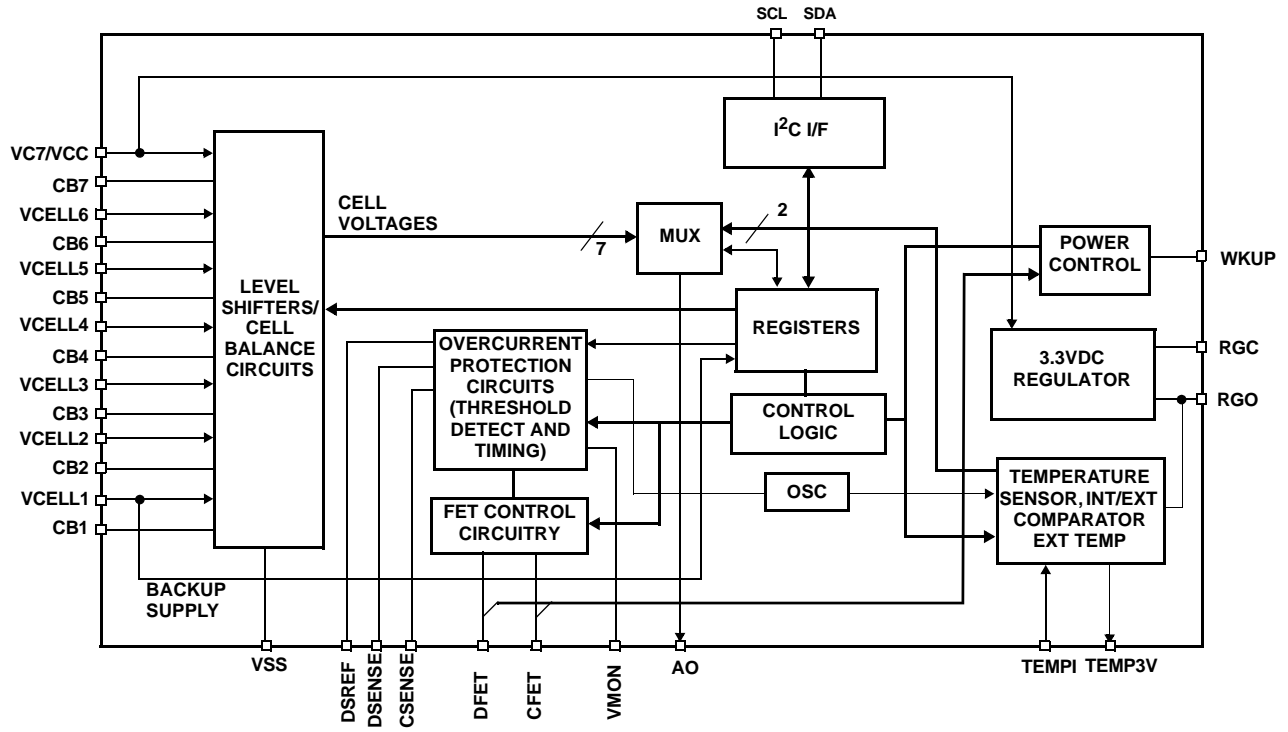 SCL SDA
I2C I/F
VC7/VCC
CB7
VCELL6
CB6
VCELL5
CB5
VCELL4
CB4
VCELL3
CB3
VCELL2
CB2
VCELL1
CB1
LEVEL
SHIFTERS/
CELL
BALANCE
CIRCUITS
CELL
VOLTAGES
7
MUX
2
REGISTERS
OVERCURRENT
PROTECTION
CIRCUITS
(THRESHOLD
DETECT AND
TIMING)
CONTROL
LOGIC
OSC
FET CONTROL
CIRCUITRY
POWER
CONTROL
WKUP
3.3VDC
REGULATOR
RGC
RGO
TEMPERATURE
SENSOR, INT/EXT
COMPARATOR
EXT TEMP
BACKUP
SUPPLY
VSS
DSREF
DSENSE
CSENSE
DFET
CFET
VMON
AO
TEMPI TEMP3V